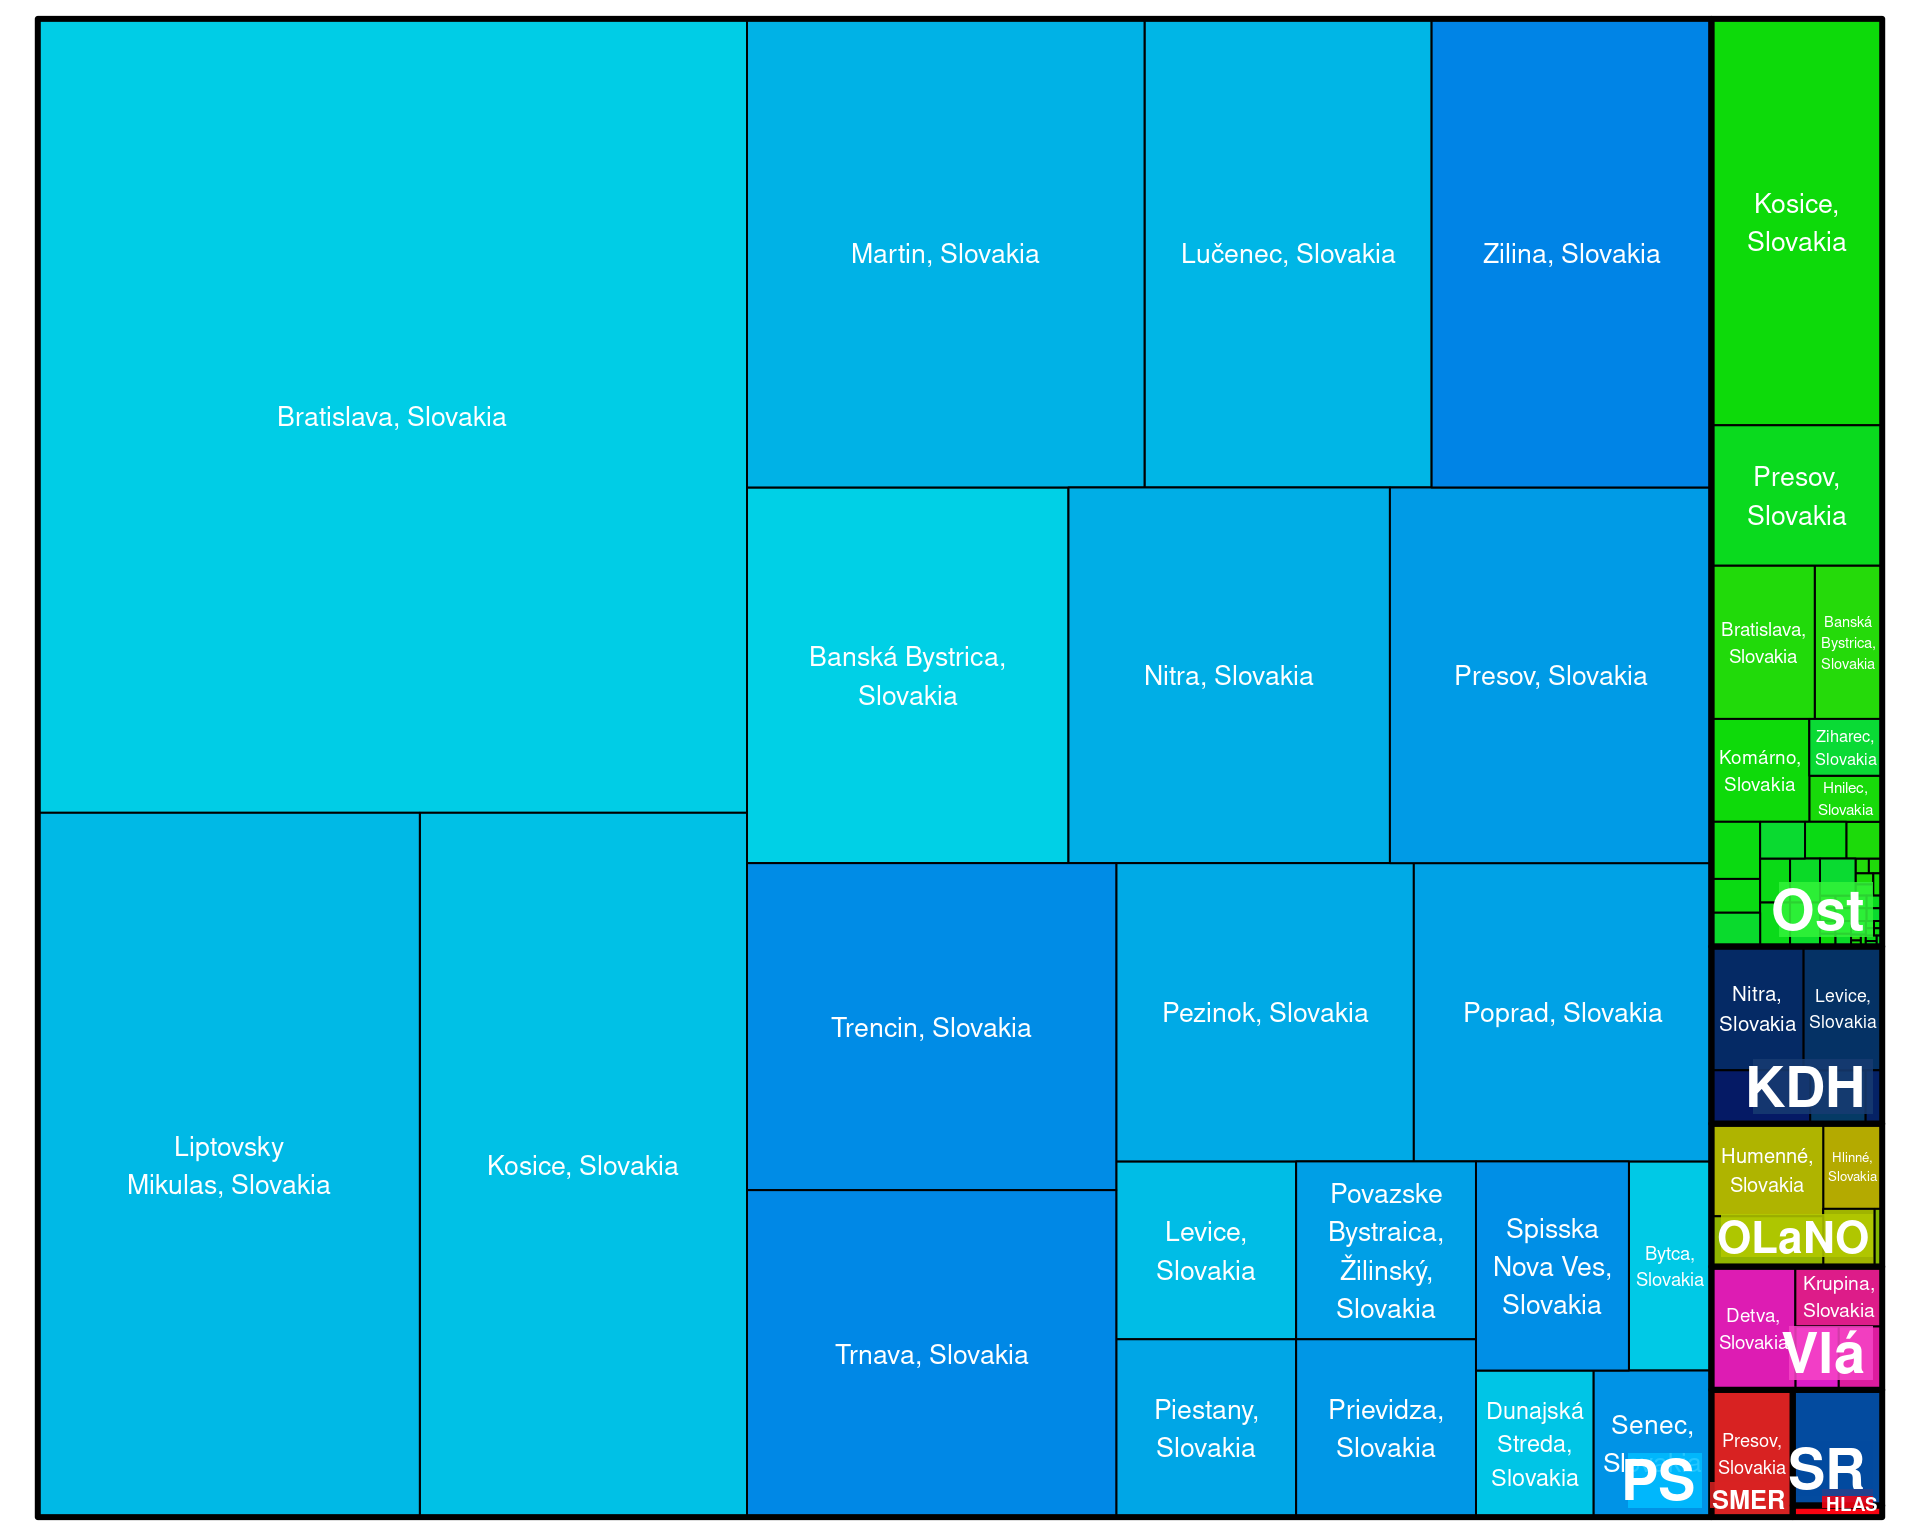 Bratislava, Slovakia
Liptovsky
Mikulas, Slovakia
Kosice, Slovakia
Martin, Slovakia
Lučenec, Slovakia
Zilina, Slovakia
Banská Bystrica,
Slovakia
Nitra, Slovakia
Presov, Slovakia
Trencin, Slovakia
Trnava, Slovakia
Pezinok, Slovakia
Poprad, Slovakia
Levice,
Slovakia
Povazske
Bystraica,
Žilinský,
Slovakia
Piestany,
Slovakia
Prievidza,
Slovakia
Spisska
Nova Ves,
Slovakia
Bytca,
Slovakia
Dunajská
Streda,
Slovakia
Senec,
Slovakia
PS
Kosice,
Slovakia
Presov,
Slovakia
Bratislava,
Slovakia
Banská
Bystrica,
Slovakia
Komárno,
Slovakia
Ziharec,
Slovakia
Hnilec,
Slovakia
Ost
Nitra,
Slovakia
Levice,
Slovakia
KDH
Humenné,
Slovakia
Hlinné,
Slovakia
OLaNO
Detva,
Slovakia
Krupina,
Slovakia
Vlá
Presov,
Slovakia
SMER
SR
HLAS